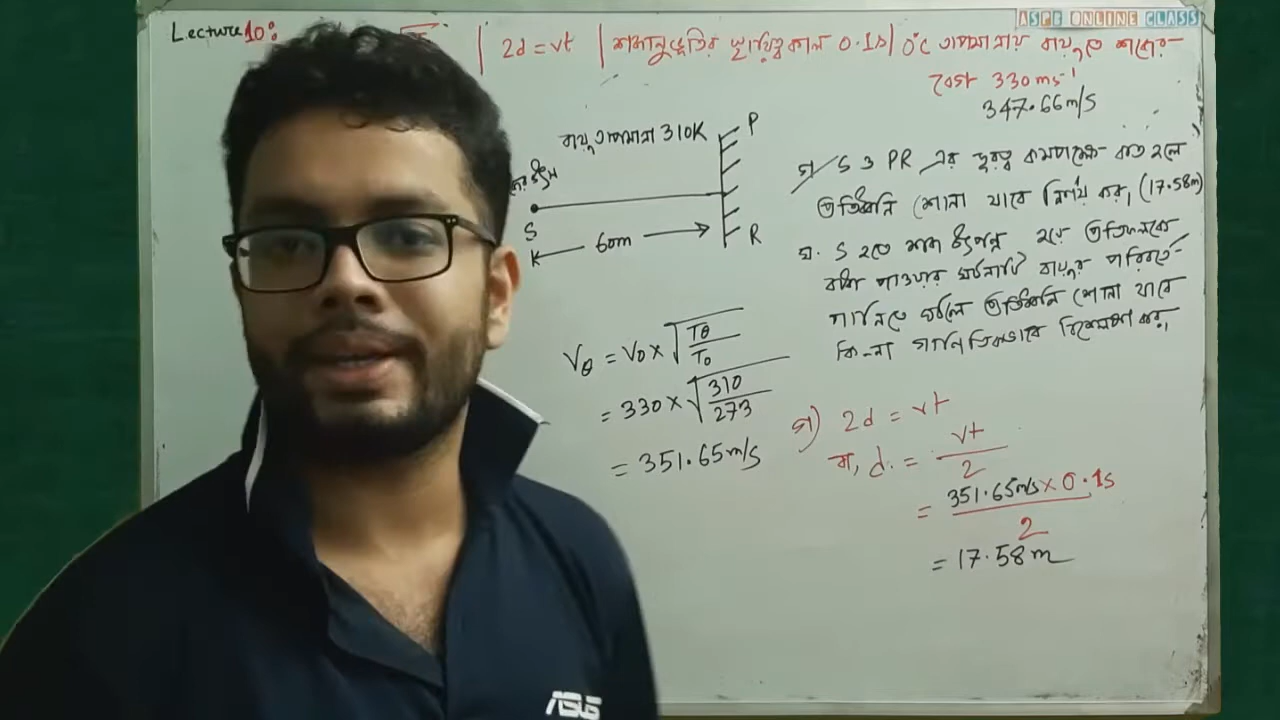 Lecture 10:
ASPB ONLINE CLASS
| 2d = vt | শব্দানুভূতির স্থায়িত্বকাল 0.1s | 0°C তাপমাত্রায় বায়ুতে শব্দের
বেগ 330 ms⁻¹
347.66 m/s
বায়ুর তাপমাত্রা 310K
P
S
60m
R
গ/ S ও PR এর দূরত্ব কমপক্ষে কত হলে
প্রতিধ্বনি শোনা যাবে নির্ণয় কর, (17.58m)
ঘ. S হতে শব্দ উৎপন্ন হয়ে প্রতিফলকে
বাধা পাওয়ার ঘটনাটি বায়ুর পরিবর্তে
পানিতে ঘটলে প্রতিধ্বনি শোনা যাবে
কি-না গাণিতিকভাবে বিশ্লেষণ কর,
Vθ = V0 × √Tθ/T0
= 330 × √310/273
= 351.65 m/s
গ) 2d = vt
বা, d = vt/2
= 351.65m/s × 0.1s / 2
= 17.58 m
ASUS